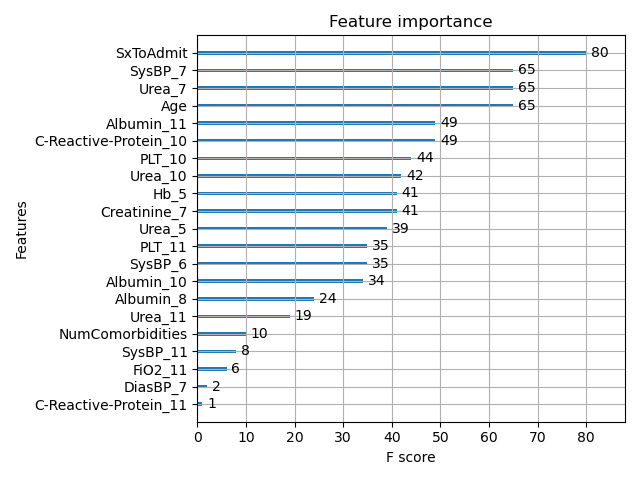 Feature importance
SxToAdmit 80
SysBP_7 65
Urea_7 65
Age 65
Albumin_11 49
C-Reactive-Protein_10 49
PLT_10 44
Urea_10 42
Hb_5 41
Creatinine_7 41
Urea_5 39
PLT_11 35
SysBP_6 35
Albumin_10 34
Albumin_8 24
Urea_11 19
NumComorbidities 10
SysBP_11 8
FiO2_11 6
DiasBP_7 2
C-Reactive-Protein_11 1
0 10 20 30 40 50 60 70 80
F score
Features